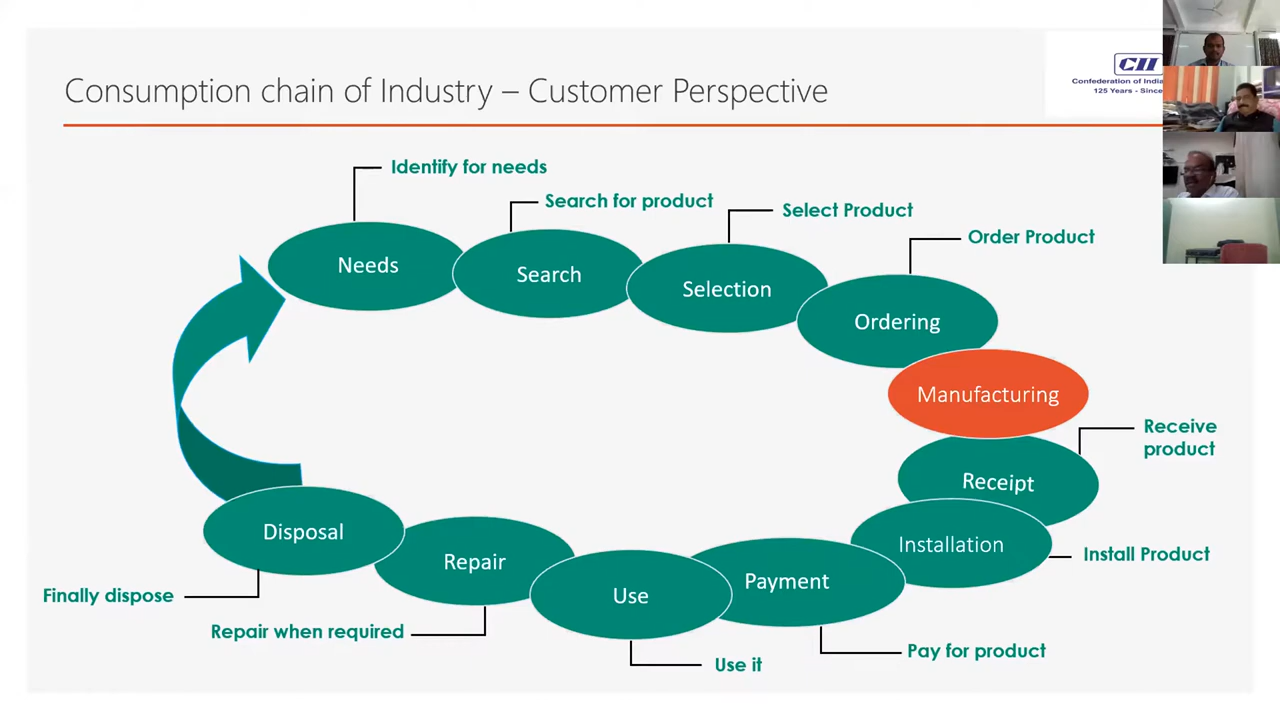 Consumption chain of Industry – Customer Perspective
CII
Confederation of
125 Years - Since
Identify for needs
Search for product
Select Product
Order Product
Needs
Search
Selection
Ordering
Manufacturing
Receive
product
Receipt
Installation
Install Product
Disposal
Repair
Use
Payment
Finally dispose
Repair when required
Use it
Pay for product